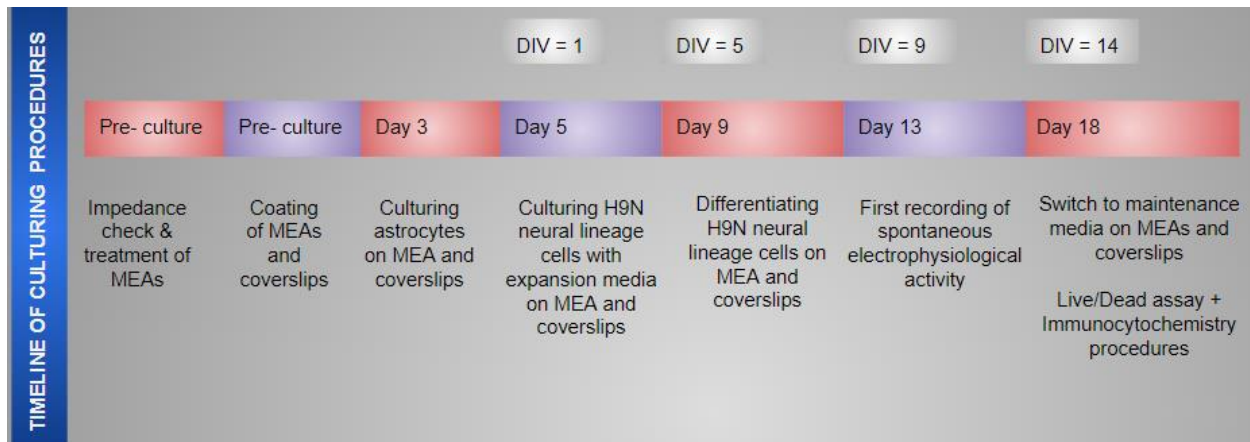 TIMELINE OF CULTURING PROCEDURES
DIV = 1
DIV = 5
DIV = 9
DIV = 14
Pre- culture
Pre- culture
Day 3
Day 5
Day 9
Day 13
Day 18
Impedance
check &
treatment of
MEAs
Coating
of MEAs
and
coverslips
Culturing
astrocytes
on MEA and
coverslips
Culturing H9N
neural lineage
cells with
expansion media
on MEA and
coverslips
Differentiating
H9N neural
lineage cells on
MEA and
coverslips
First recording of
spontaneous
electrophysiological
activity
Switch to maintenance
media on MEAs and
coverslips
Live/Dead assay +
Immunocytochemistry
procedures